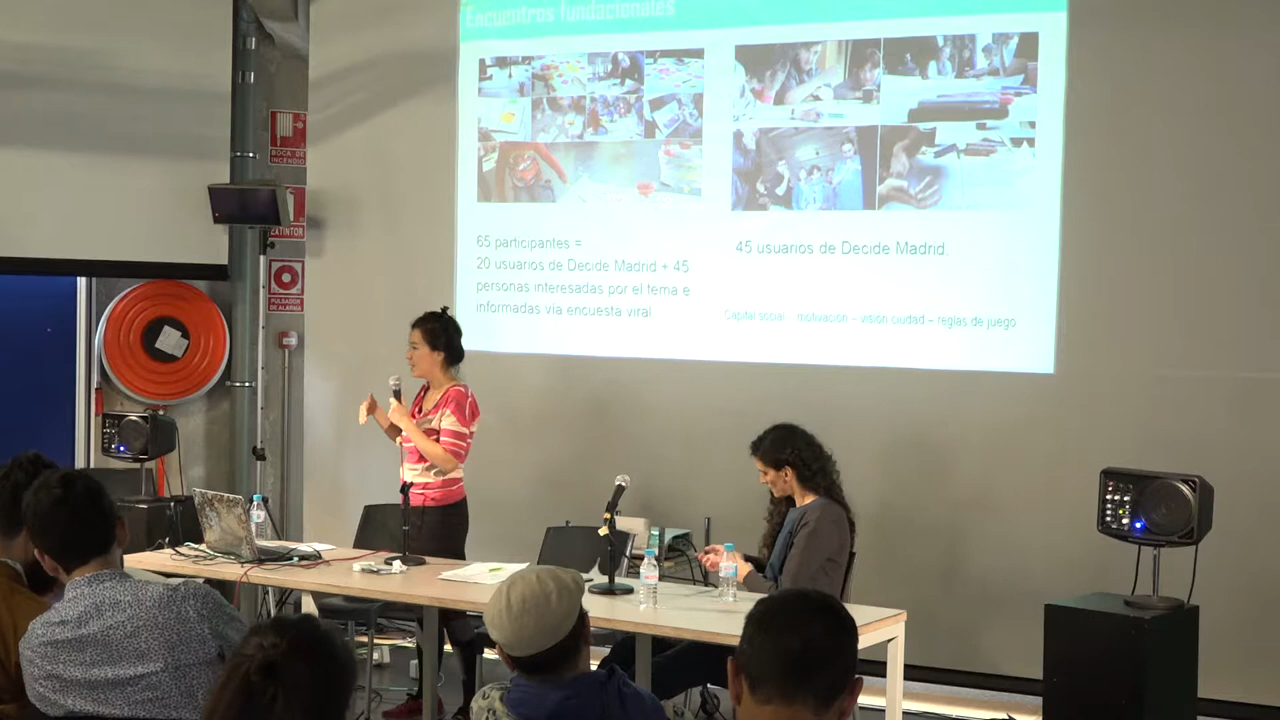 Encuentros fundacionales
65 participantes =
20 usuarios de Decide Madrid + 45
personas interesadas por el tema e
informadas vía encuesta viral
45 usuarios de Decide Madrid.
Capital social – motivación – visión ciudad – reglas de juego
BOCA DE
INCENDIO
PULSADOR
DE ALARMA